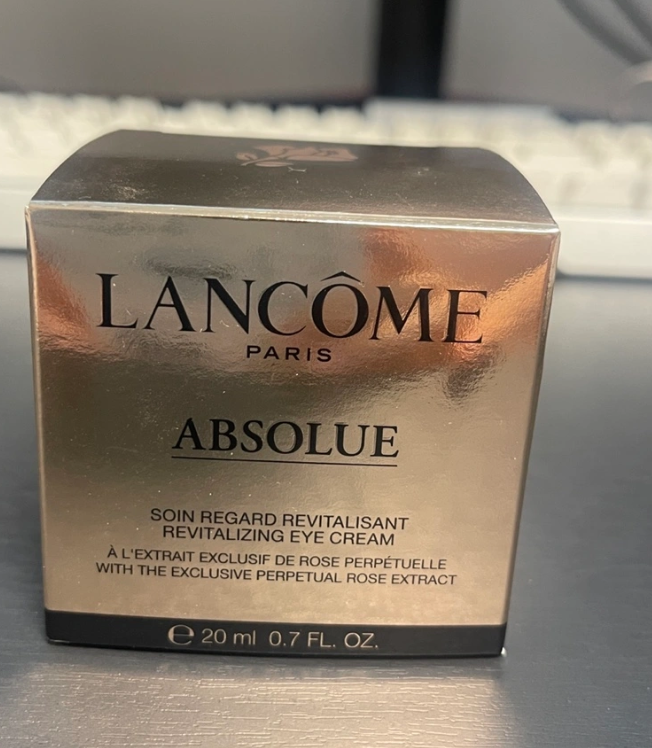 LANCÔME
PARIS
ABSOLUE
SOIN REGARD REVITALISANT
REVITALIZING EYE CREAM
À L'EXTRAIT EXCLUSIF DE ROSE PERPÉTUELLE
WITH THE EXCLUSIVE PERPETUAL ROSE EXTRACT
℮ 20 ml 0.7 FL. OZ.